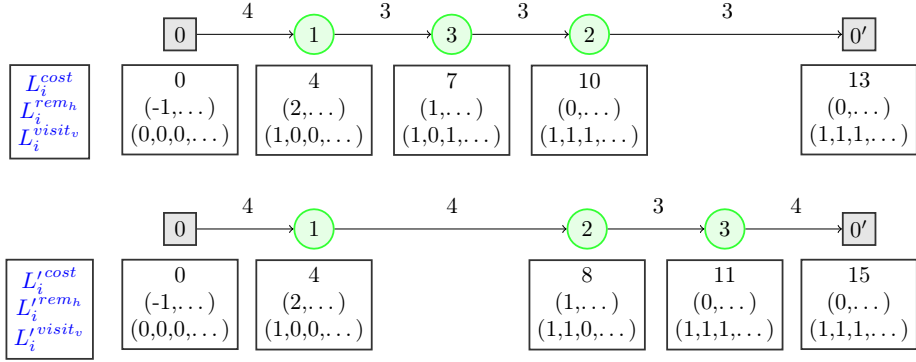 4 3 3 3
0 1 3 2 0′
L_i^{cost} 0 4 7 10 13
L_i^{rem_h} (-1,...) (2,...) (1,...) (0,...) (0,...)
L_i^{visit_v} (0,0,0,...) (1,0,0,...) (1,0,1,...) (1,1,1,...) (1,1,1,...)
4 4 3 4
0 1 2 3 0′
L′_i^{cost} 0 4 8 11 15
L′_i^{rem_h} (-1,...) (2,...) (1,...) (0,...) (0,...)
L′_i^{visit_v} (0,0,0,...) (1,0,0,...) (1,1,0,...) (1,1,1,...) (1,1,1,...)